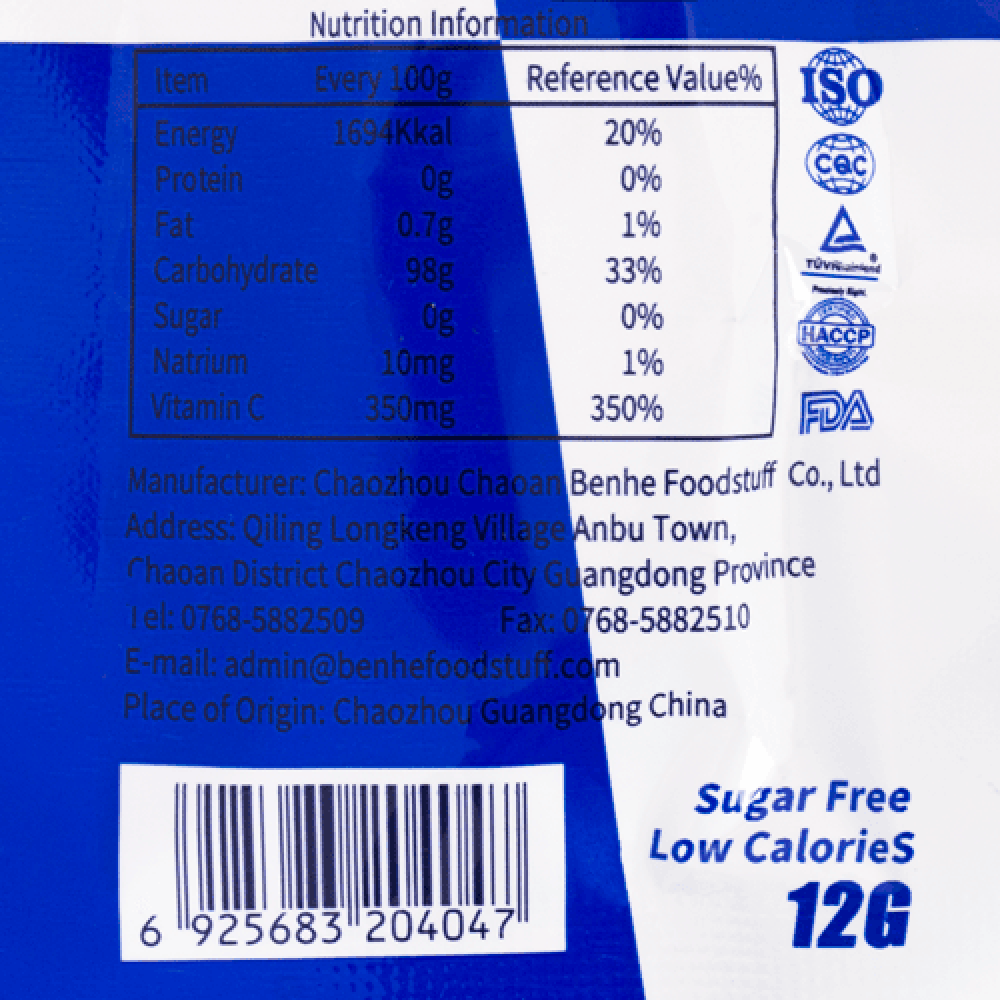 Nutrition Information
Item Every 100g Reference Value%
Energy 1694Kkal 20%
Protein 0g 0%
Fat 0.7g 1%
Carbohydrate 98g 33%
Sugar 0g 0%
Natrium 10mg 1%
Vitamin C 350mg 350%
ISO
CQC
TÜVRheinland®
Precisely Right.
HACCP
FDA
Manufacturer: Chaozhou Chaoan Benhe Foodstuff Co., Ltd
Address: Qiling Longkeng Village Anbu Town,
Chaoan District Chaozhou City Guangdong Province
Tel: 0768-5882509 Fax: 0768-5882510
E-mail: admin@benhefoodstuff.com
Place of Origin: Chaozhou Guangdong China
6 925683 204047
Sugar Free
Low CalorieS
12G